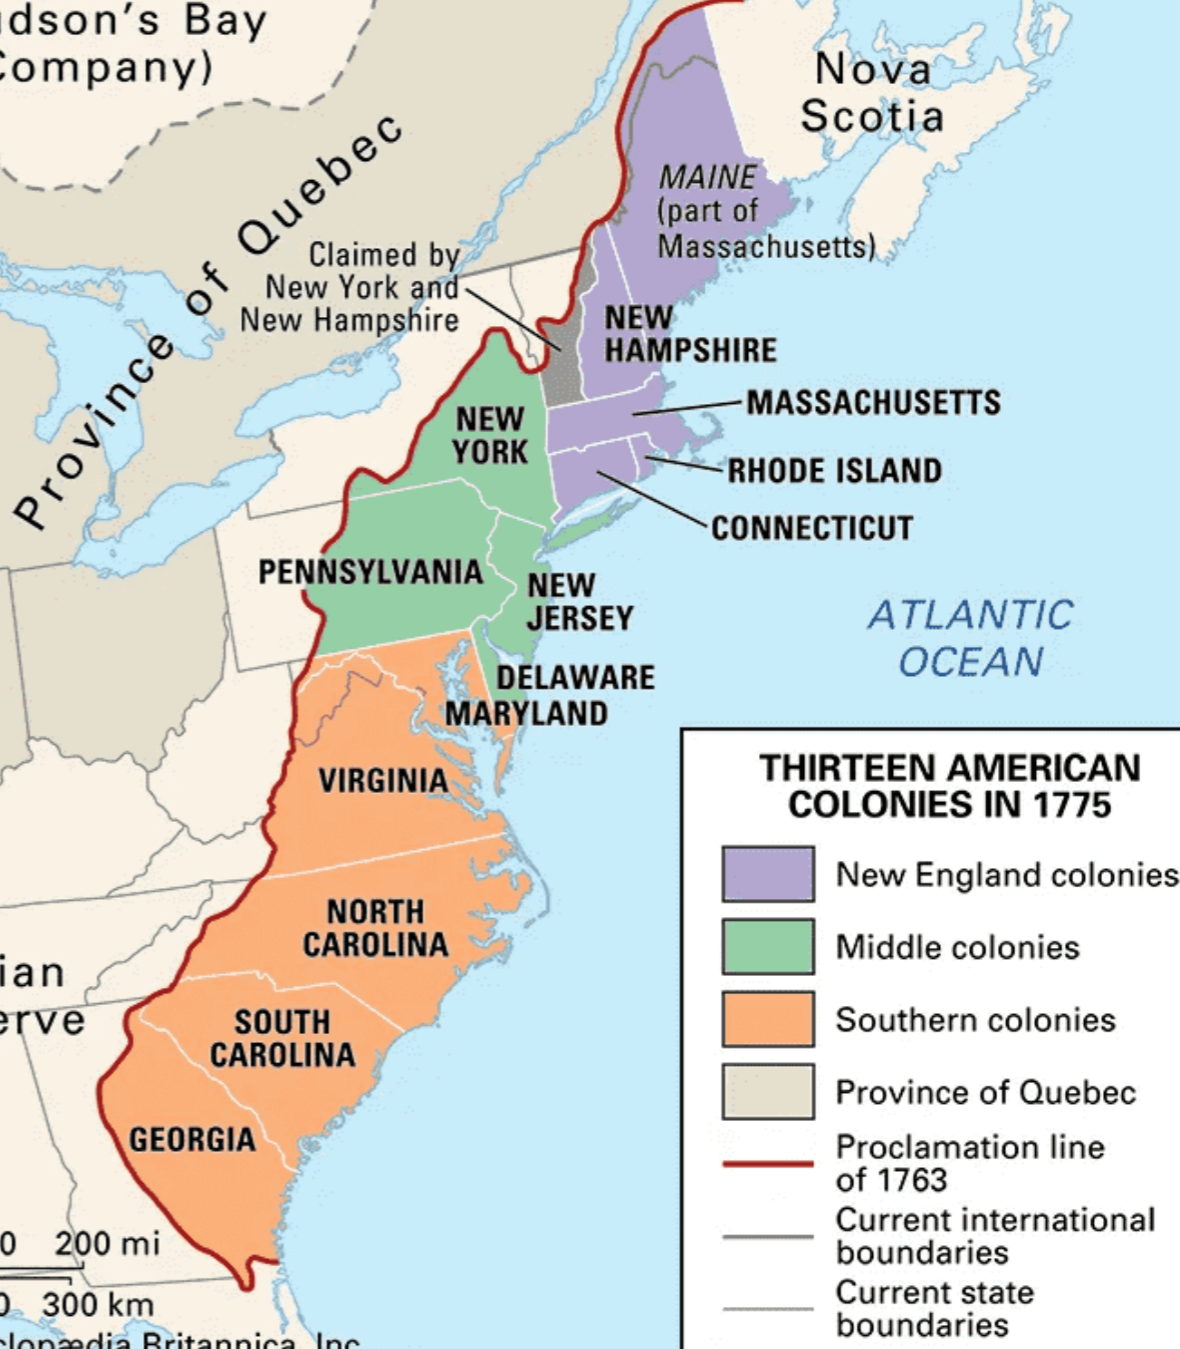 dson's Bay
Company)
Province of Quebec
Nova
Scotia
MAINE
(part of
Massachusetts)
Claimed by
New York and
New Hampshire
NEW
HAMPSHIRE
MASSACHUSETTS
NEW
YORK
RHODE ISLAND
CONNECTICUT
PENNSYLVANIA
NEW
JERSEY
ATLANTIC
OCEAN
DELAWARE
MARYLAND
VIRGINIA
NORTH
CAROLINA
ian
erve
SOUTH
CAROLINA
GEORGIA
0 200 mi
0 300 km
clopædia Britannica, Inc.
THIRTEEN AMERICAN
COLONIES IN 1775
New England colonies
Middle colonies
Southern colonies
Province of Quebec
Proclamation line
of 1763
Current international
boundaries
Current state
boundaries